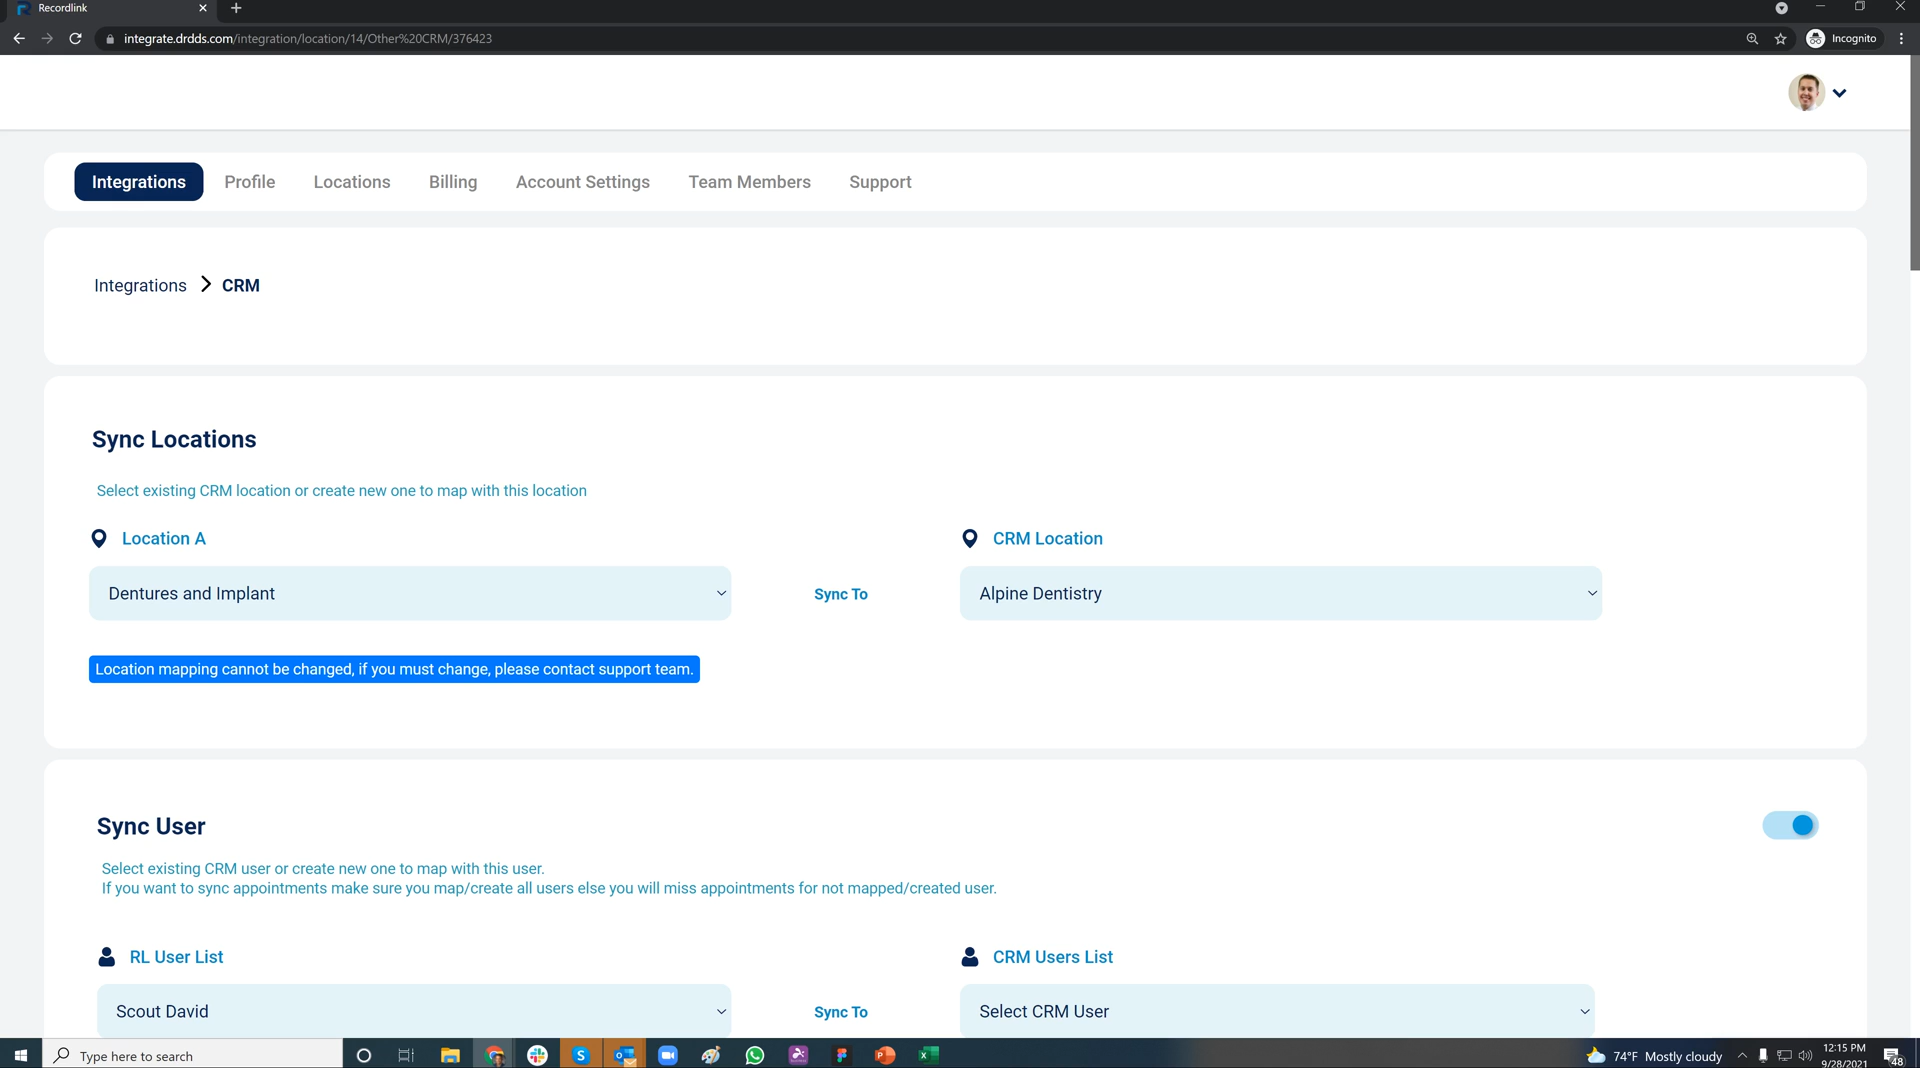 Recordlink
integrate.drdds.com/integration/location/14/Other%20CRM/376423
Incognito
Integrations Profile Locations Billing Account Settings Team Members Support
Integrations CRM
Sync Locations
Select existing CRM location or create new one to map with this location
Location A CRM Location
Dentures and Implant Sync To Alpine Dentistry
Location mapping cannot be changed, if you must change, please contact support team.
Sync User
Select existing CRM user or create new one to map with this user.
If you want to sync appointments make sure you map/create all users else you will miss appointments for not mapped/created user.
RL User List CRM Users List
Scout David Sync To Select CRM User
Type here to search
74°F Mostly cloudy
12:15 PM
9/28/2021
48